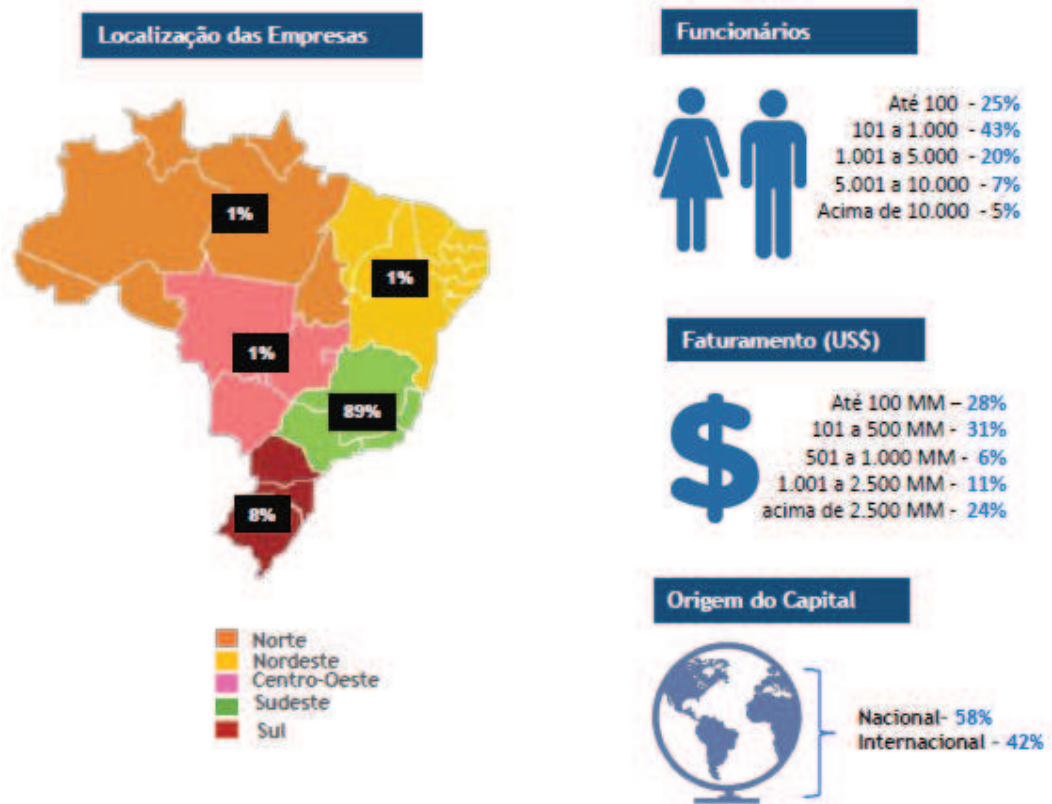 Localização das Empresas
1%
1%
1%
89%
8%
Norte
Nordeste
Centro-Oeste
Sudeste
Sul
Funcionários
Até 100 - 25%
101 a 1.000 - 43%
1.001 a 5.000 - 20%
5.001 a 10.000 - 7%
Acima de 10.000 - 5%
Faturamento (US$)
$
Até 100 MM – 28%
101 a 500 MM - 31%
501 a 1.000 MM - 6%
1.001 a 2.500 MM - 11%
acima de 2.500 MM - 24%
Origem do Capital
Nacional- 58%
Internacional - 42%